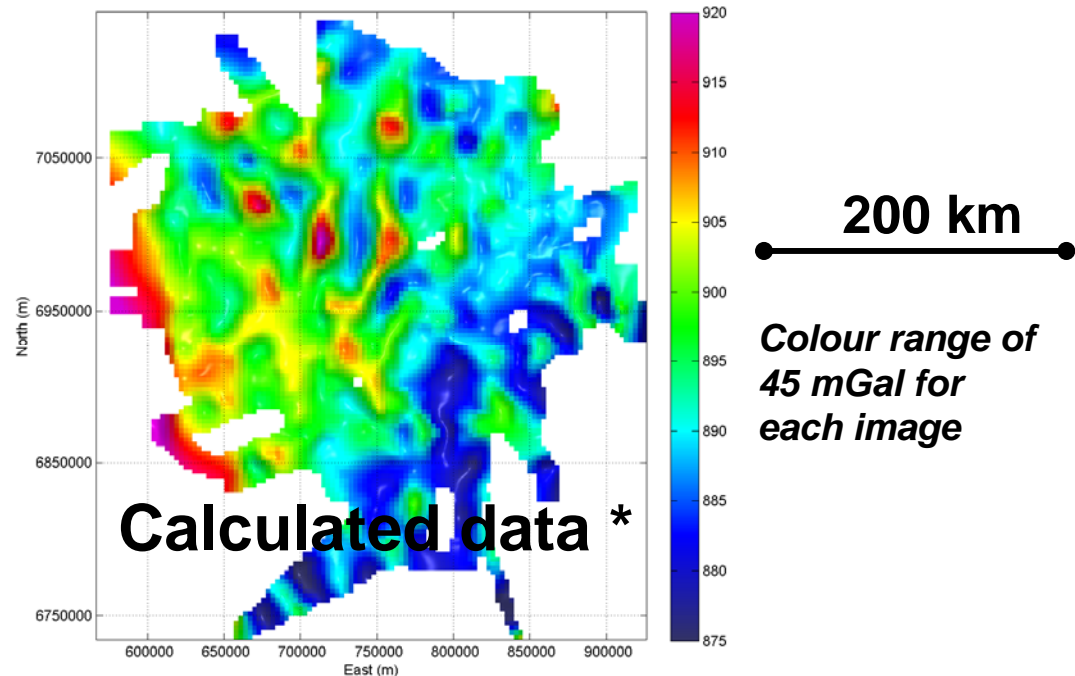 920
915
910
905
900
895
890
885
880
875
7050000
6950000
6850000
6750000
North (m)
600000 650000 700000 750000 800000 850000 900000
East (m)
Calculated data *
200 km
Colour range of
45 mGal for
each image